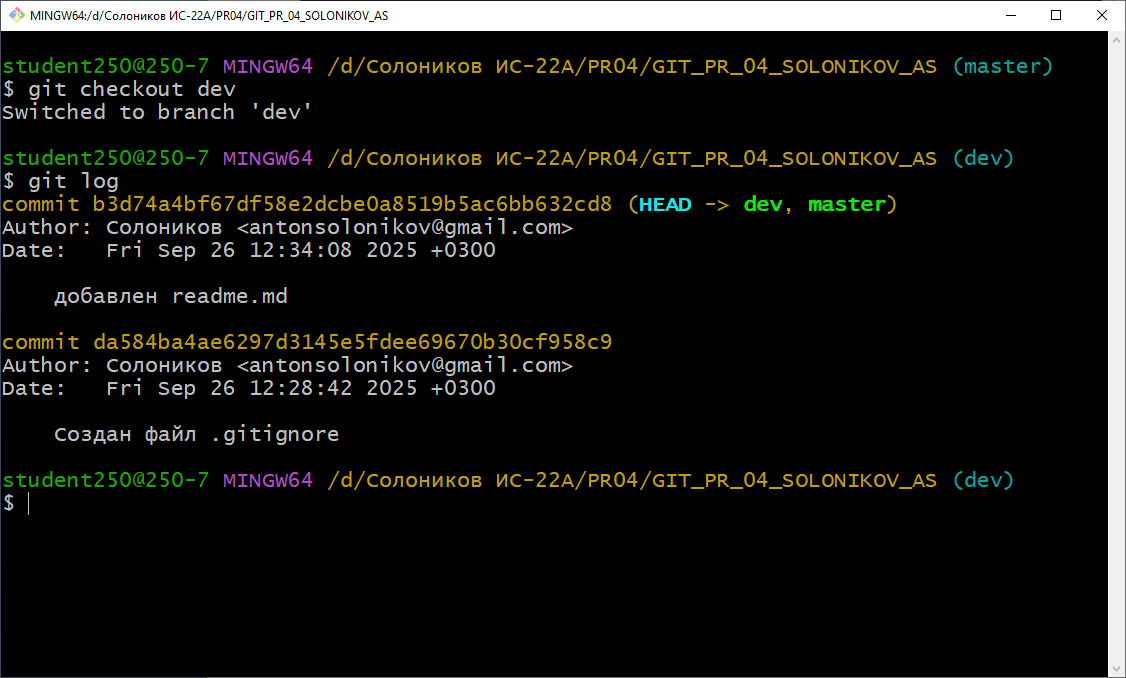 MINGW64:/d/Солоников ИС-22А/PR04/GIT_PR_04_SOLONIKOV_AS
student250@250-7 MINGW64 /d/Солоников ИС-22А/PR04/GIT_PR_04_SOLONIKOV_AS (master)
$ git checkout dev
Switched to branch 'dev'
student250@250-7 MINGW64 /d/Солоников ИС-22А/PR04/GIT_PR_04_SOLONIKOV_AS (dev)
$ git log
commit b3d74a4bf67df58e2dcbe0a8519b5ac6bb632cd8 (HEAD -> dev, master)
Author: Солоников <antonsolonikov@gmail.com>
Date:   Fri Sep 26 12:34:08 2025 +0300
добавлен readme.md
commit da584ba4ae6297d3145e5fdee69670b30cf958c9
Author: Солоников <antonsolonikov@gmail.com>
Date:   Fri Sep 26 12:28:42 2025 +0300
Создан файл .gitignore
student250@250-7 MINGW64 /d/Солоников ИС-22А/PR04/GIT_PR_04_SOLONIKOV_AS (dev)
$